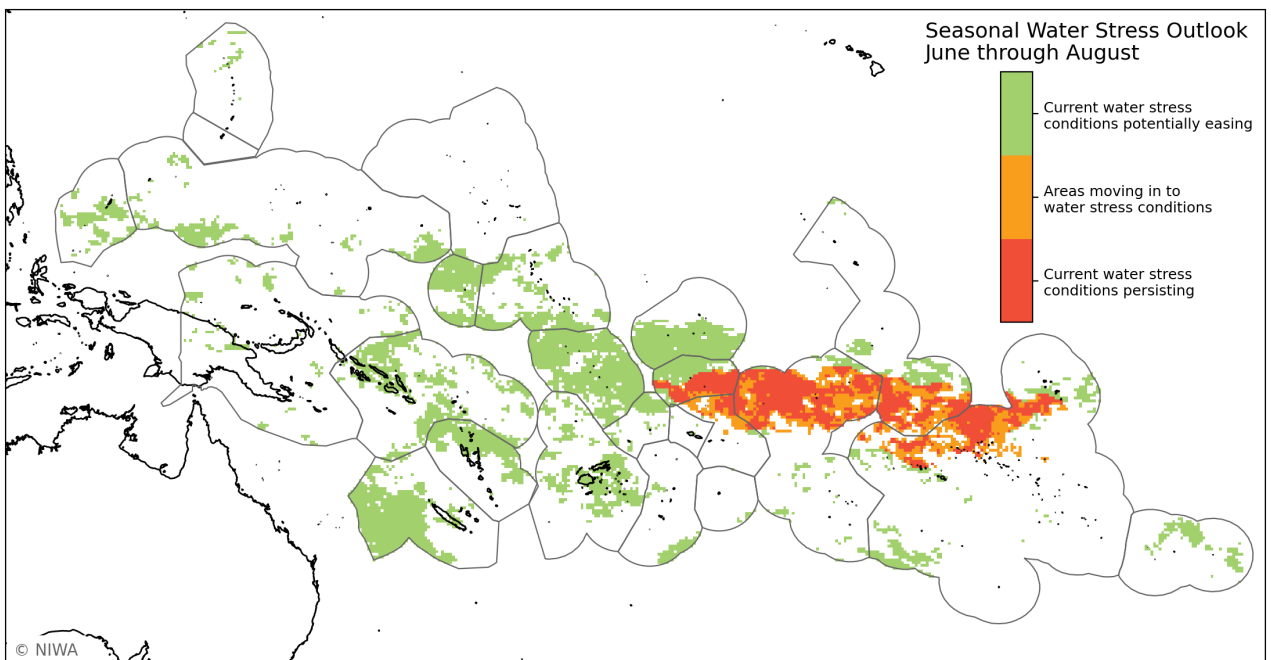 Seasonal Water Stress Outlook
June through August
Current water stress
conditions potentially easing
Areas moving in to
water stress conditions
Current water stress
conditions persisting
© NIWA